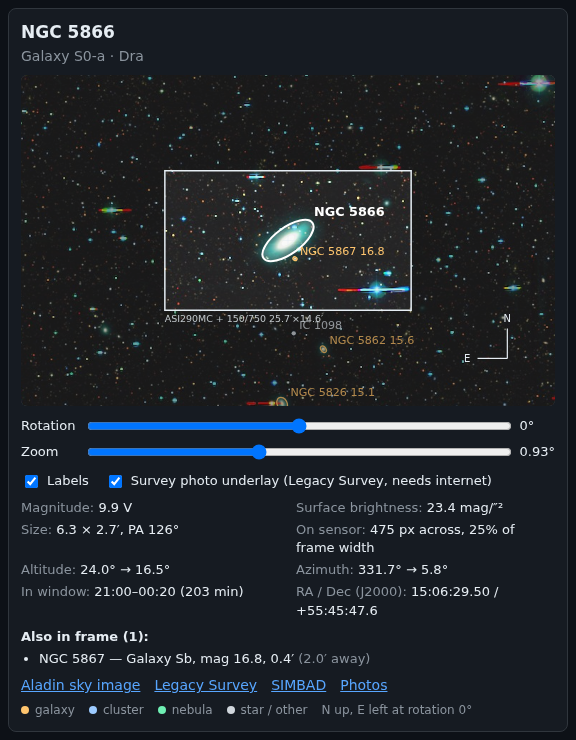 NGC 5866
Galaxy S0-a · Dra
NGC 5866
NGC 5867 16.8
ASI290MC + 150/750 25.7′×14.6′
IC 1098
N
NGC 5862 15.6
E
NGC 5826 15.1
Rotation 0°
Zoom 0.93°
Labels Survey photo underlay (Legacy Survey, needs internet)
Magnitude: 9.9 V Surface brightness: 23.4 mag/″²
Size: 6.3 × 2.7′, PA 126° On sensor: 475 px across, 25% of
frame width
Altitude: 24.0° → 16.5° Azimuth: 331.7° → 5.8°
In window: 21:00–00:20 (203 min) RA / Dec (J2000): 15:06:29.50 /
+55:45:47.6
Also in frame (1):
• NGC 5867 — Galaxy Sb, mag 16.8, 0.4′ (2.0′ away)
Aladin sky image Legacy Survey SIMBAD Photos
galaxy cluster nebula star / other N up, E left at rotation 0°